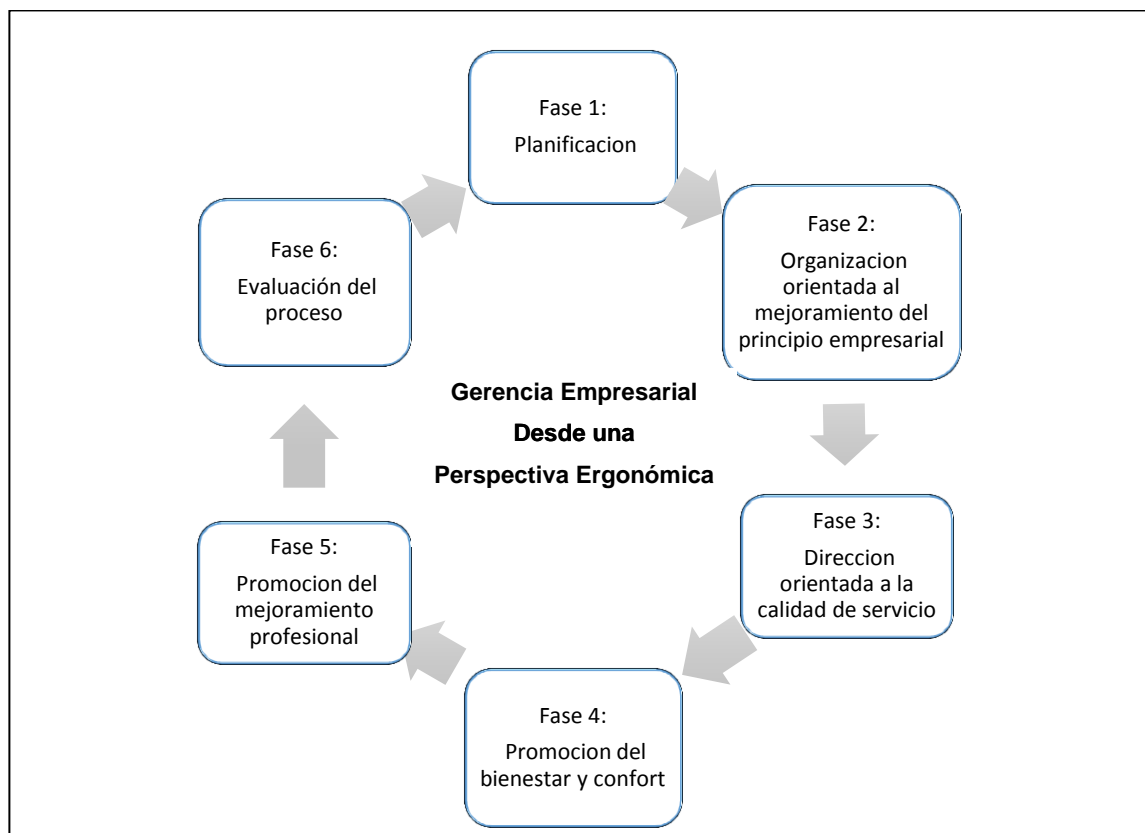 Fase 1:
Planificacion
Fase 2:
Organizacion
orientada al
mejoramiento del
principio empresarial
Fase 3:
Direccion
orientada a la
calidad de servicio
Fase 4:
Promocion del
bienestar y confort
Fase 5:
Promocion del
mejoramiento
profesional
Fase 6:
Evaluación del
proceso
Gerencia Empresarial
Desde una
Perspectiva Ergonómica